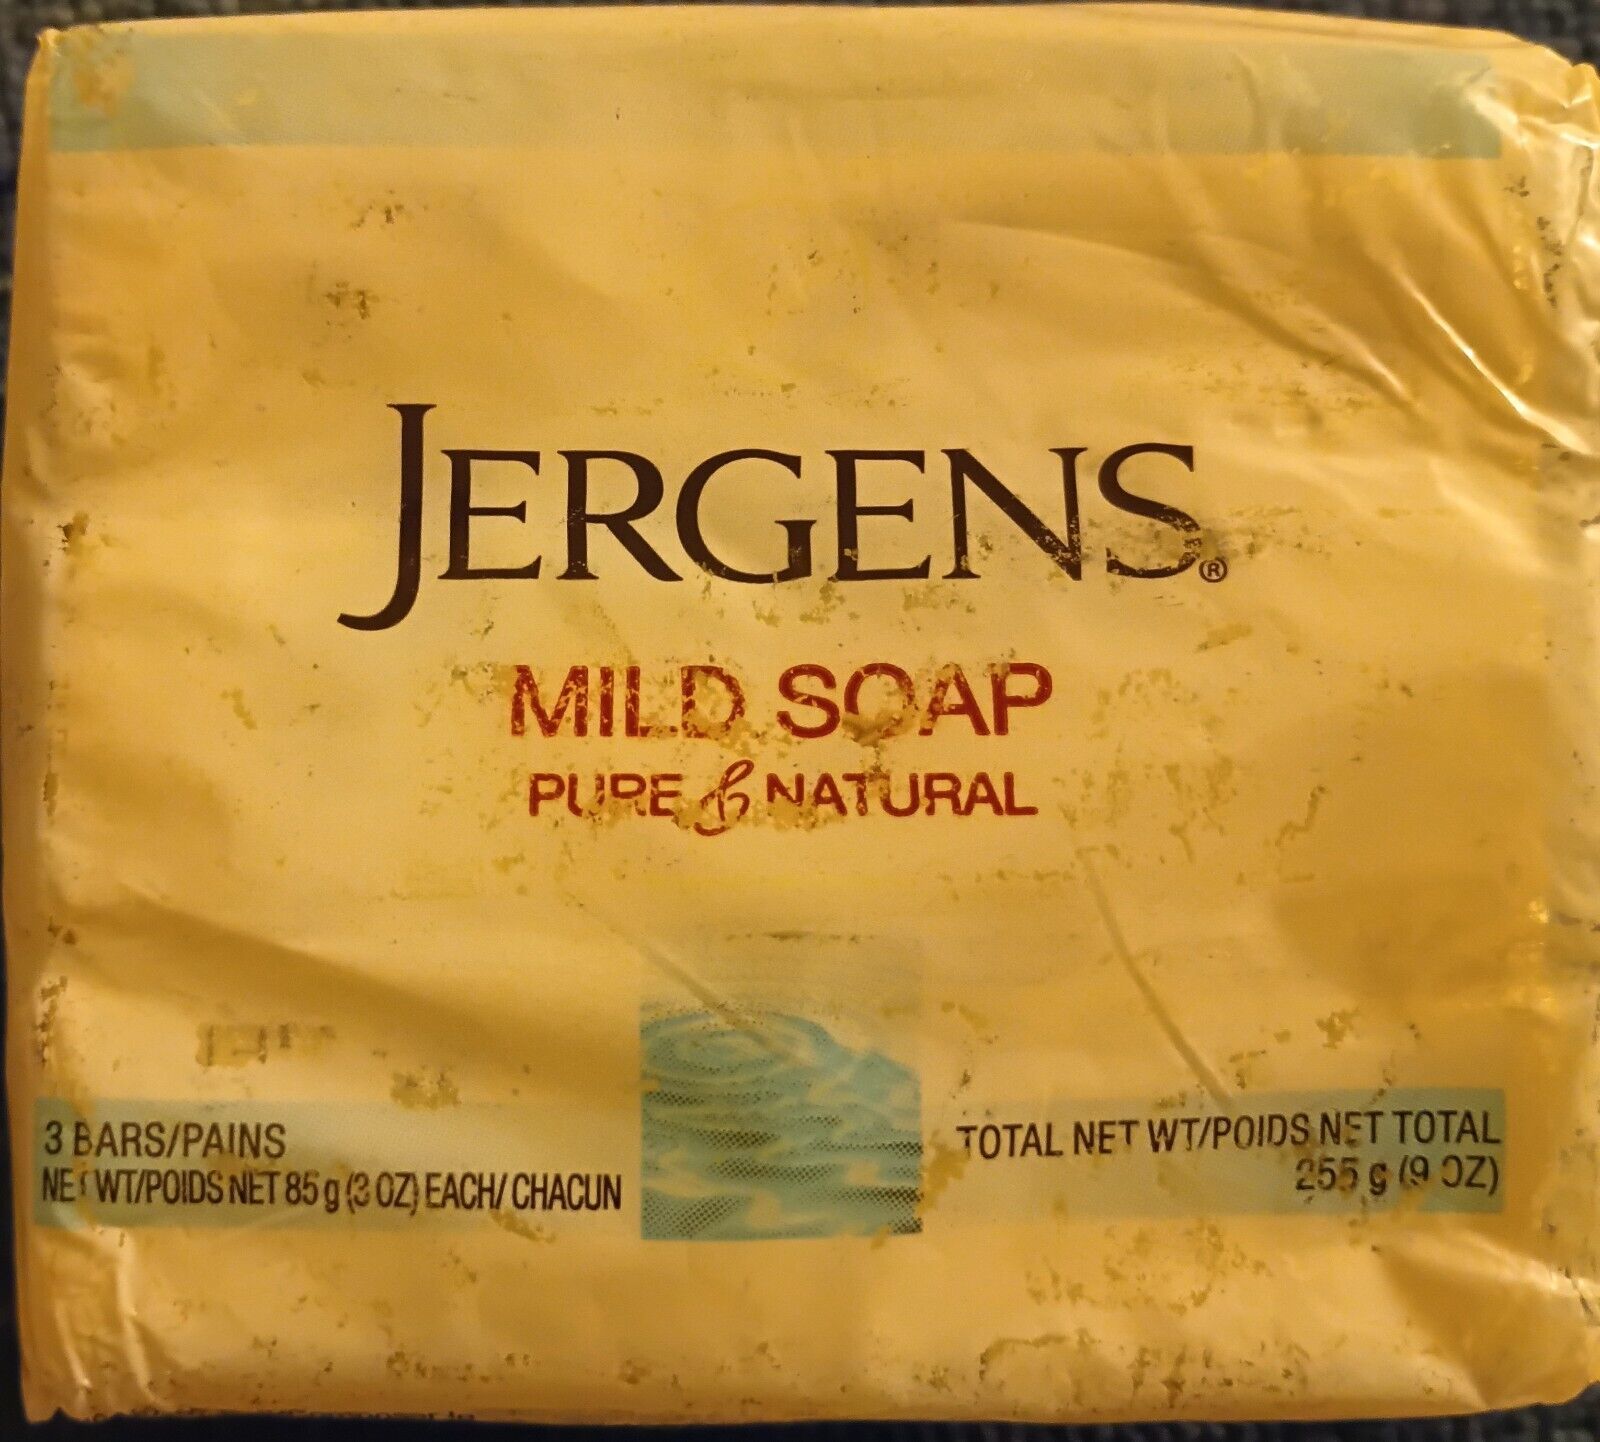 JERGENS®
MILD SOAP
PURE & NATURAL
3 BARS/PAINS
NET WT/POIDS NET 85 g (3 OZ) EACH/ CHACUN
TOTAL NET WT/POIDS NET TOTAL
255 g (9 OZ)